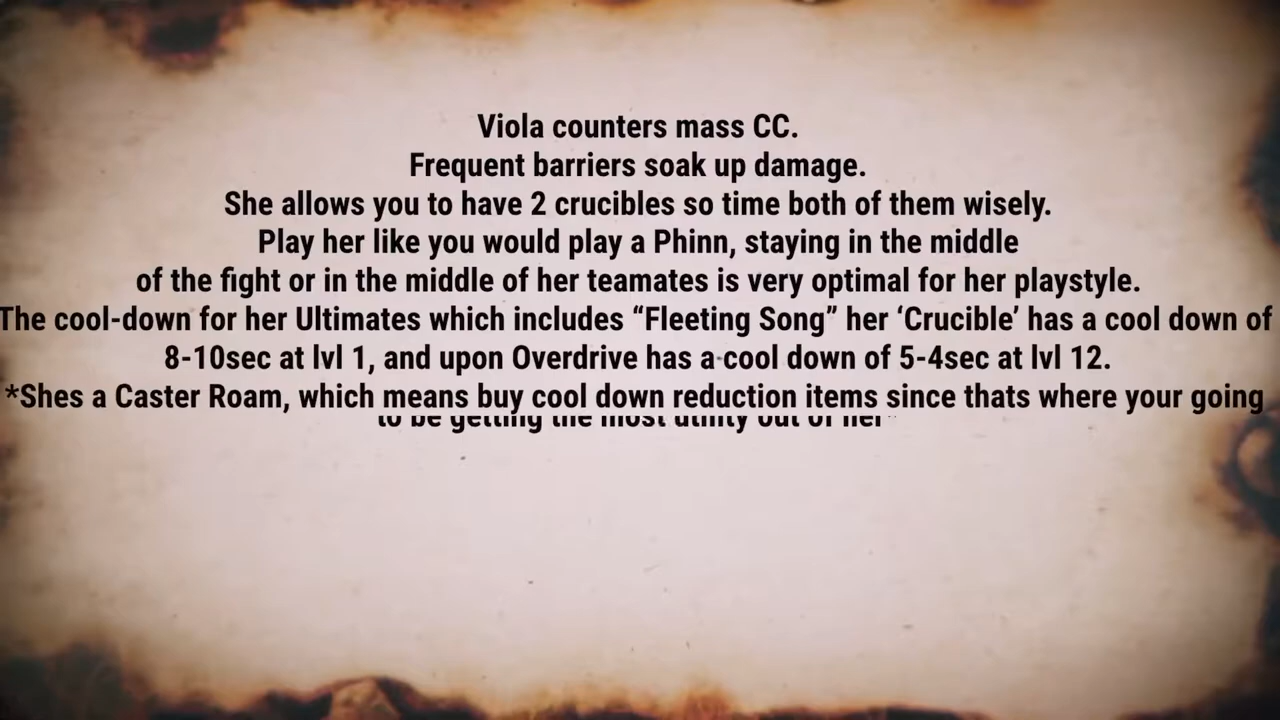 Viola counters mass CC.
Frequent barriers soak up damage.
She allows you to have 2 crucibles so time both of them wisely.
Play her like you would play a Phinn, staying in the middle
of the fight or in the middle of her teamates is very optimal for her playstyle.
The cool-down for her Ultimates which includes “Fleeting Song” her ‘Crucible’ has a cool down of
8-10sec at lvl 1, and upon Overdrive has a cool down of 5-4sec at lvl 12.
*Shes a Caster Roam, which means buy cool down reduction items since thats where your going
to be getting the most utility out of her*